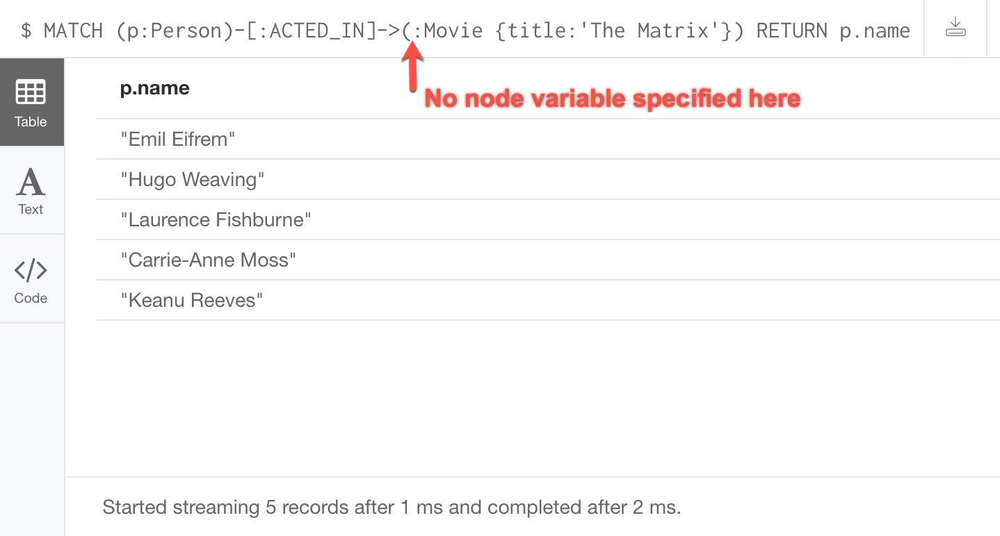 $ MATCH (p:Person)-[:ACTED_IN]->(:Movie {title:'The Matrix'}) RETURN p.name
p.name
No node variable specified here
Table
"Emil Eifrem"
"Hugo Weaving"
Text
"Laurence Fishburne"
"Carrie-Anne Moss"
Code
"Keanu Reeves"
Started streaming 5 records after 1 ms and completed after 2 ms.